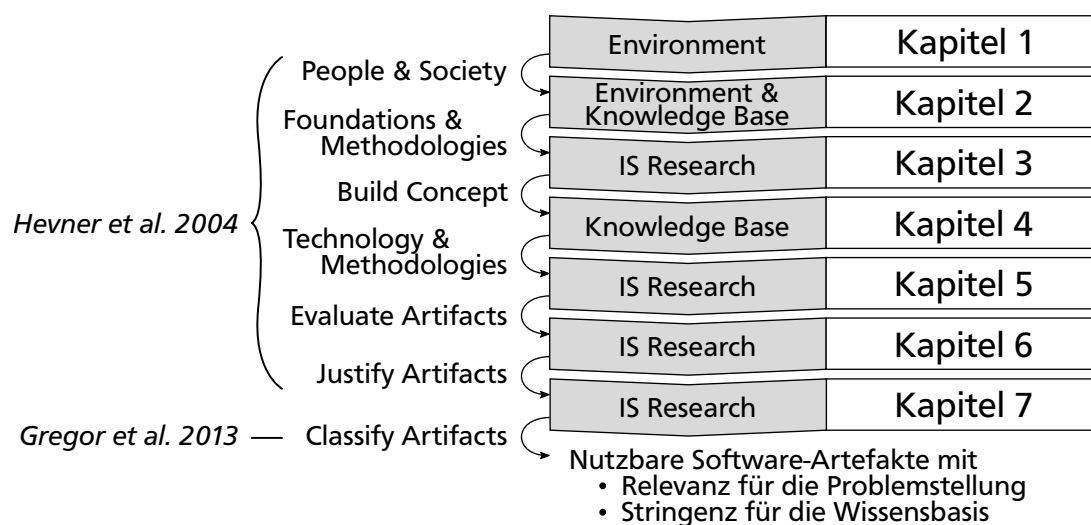 Environment
Kapitel 1
People & Society
Environment &
Knowledge Base
Kapitel 2
Foundations &
Methodologies
IS Research
Kapitel 3
Build Concept
Hevner et al. 2004
Knowledge Base
Kapitel 4
Technology &
Methodologies
IS Research
Kapitel 5
Evaluate Artifacts
IS Research
Kapitel 6
Justify Artifacts
IS Research
Kapitel 7
Gregor et al. 2013 — Classify Artifacts
Nutzbare Software-Artefakte mit
• Relevanz für die Problemstellung
• Stringenz für die Wissensbasis